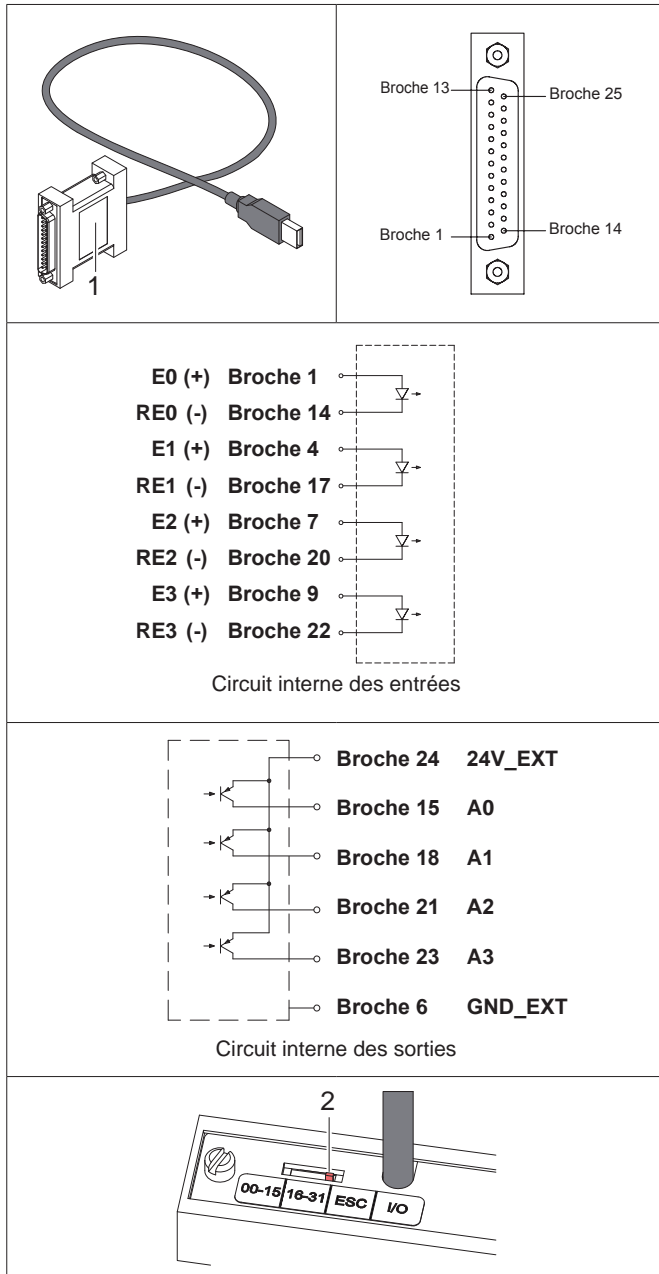 1
Broche 13
Broche 25
Broche 1
Broche 14
E0 (+) Broche 1
RE0 (-) Broche 14
E1 (+) Broche 4
RE1 (-) Broche 17
E2 (+) Broche 7
RE2 (-) Broche 20
E3 (+) Broche 9
RE3 (-) Broche 22
Circuit interne des entrées
Broche 24 24V_EXT
Broche 15 A0
Broche 18 A1
Broche 21 A2
Broche 23 A3
Broche 6 GND_EXT
Circuit interne des sorties
2
00-15 16-31 ESC I/O